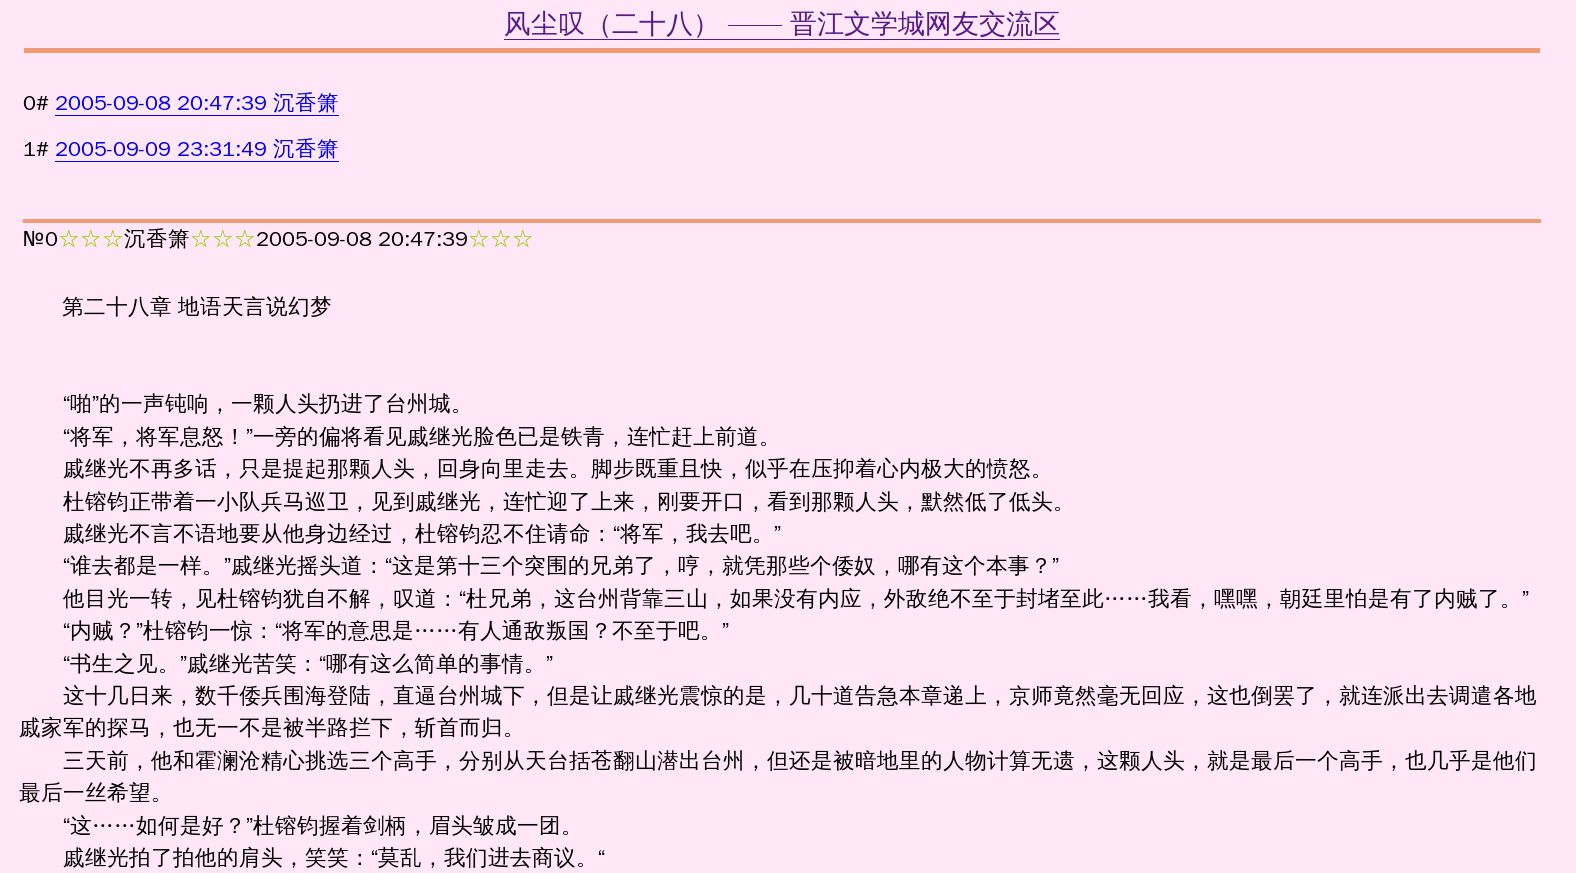 风尘叹（二十八） —— 晋江文学城网友交流区
0# 2005-09-08 20:47:39 沉香箫
1# 2005-09-09 23:31:49 沉香箫
№0☆☆☆沉香箫☆☆☆2005-09-08 20:47:39☆☆☆
第二十八章 地语天言说幻梦
“啪”的一声钝响，一颗人头扔进了台州城。
“将军，将军息怒！”一旁的偏将看见戚继光脸色已是铁青，连忙赶上前道。
戚继光不再多话，只是提起那颗人头，回身向里走去。脚步既重且快，似乎在压抑着心内极大的愤怒。
杜镕钧正带着一小队兵马巡卫，见到戚继光，连忙迎了上来，刚要开口，看到那颗人头，默然低了低头。
戚继光不言不语地要从他身边经过，杜镕钧忍不住请命：“将军，我去吧。”
“谁去都是一样。”戚继光摇头道：“这是第十三个突围的兄弟了，哼，就凭那些个倭奴，哪有这个本事？”
他目光一转，见杜镕钧犹自不解，叹道：“杜兄弟，这台州背靠三山，如果没有内应，外敌绝不至于封堵至此……我看，嘿嘿，朝廷里怕是有了内贼了。”
“内贼？”杜镕钧一惊：“将军的意思是……有人通敌叛国？不至于吧。”
“书生之见。”戚继光苦笑：“哪有这么简单的事情。”
这十几日来，数千倭兵围海登陆，直逼台州城下，但是让戚继光震惊的是，几十道告急本章递上，京师竟然毫无回应，这也倒罢了，就连派出去调遣各地
戚家军的探马，也无一不是被半路拦下，斩首而归。
三天前，他和霍澜沧精心挑选三个高手，分别从天台括苍翻山潜出台州，但还是被暗地里的人物计算无遗，这颗人头，就是最后一个高手，也几乎是他们
最后一丝希望。
“这……如何是好？”杜镕钧握着剑柄，眉头皱成一团。
戚继光拍了拍他的肩头，笑笑：“莫乱，我们进去商议。“